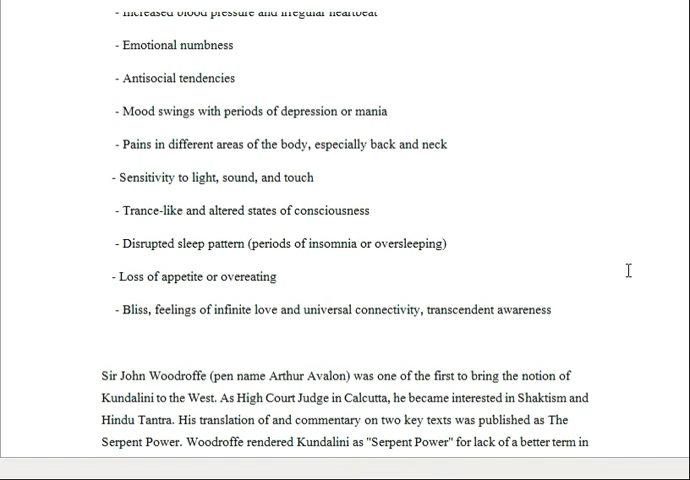 - Increased blood pressure and irregular heartbeat
- Emotional numbness
- Antisocial tendencies
- Mood swings with periods of depression or mania
- Pains in different areas of the body, especially back and neck
- Sensitivity to light, sound, and touch
- Trance-like and altered states of consciousness
- Disrupted sleep pattern (periods of insomnia or oversleeping)
- Loss of appetite or overeating
- Bliss, feelings of infinite love and universal connectivity, transcendent awareness
Sir John Woodroffe (pen name Arthur Avalon) was one of the first to bring the notion of
Kundalini to the West. As High Court Judge in Calcutta, he became interested in Shaktism and
Hindu Tantra. His translation of and commentary on two key texts was published as The
Serpent Power. Woodroffe rendered Kundalini as "Serpent Power" for lack of a better term in